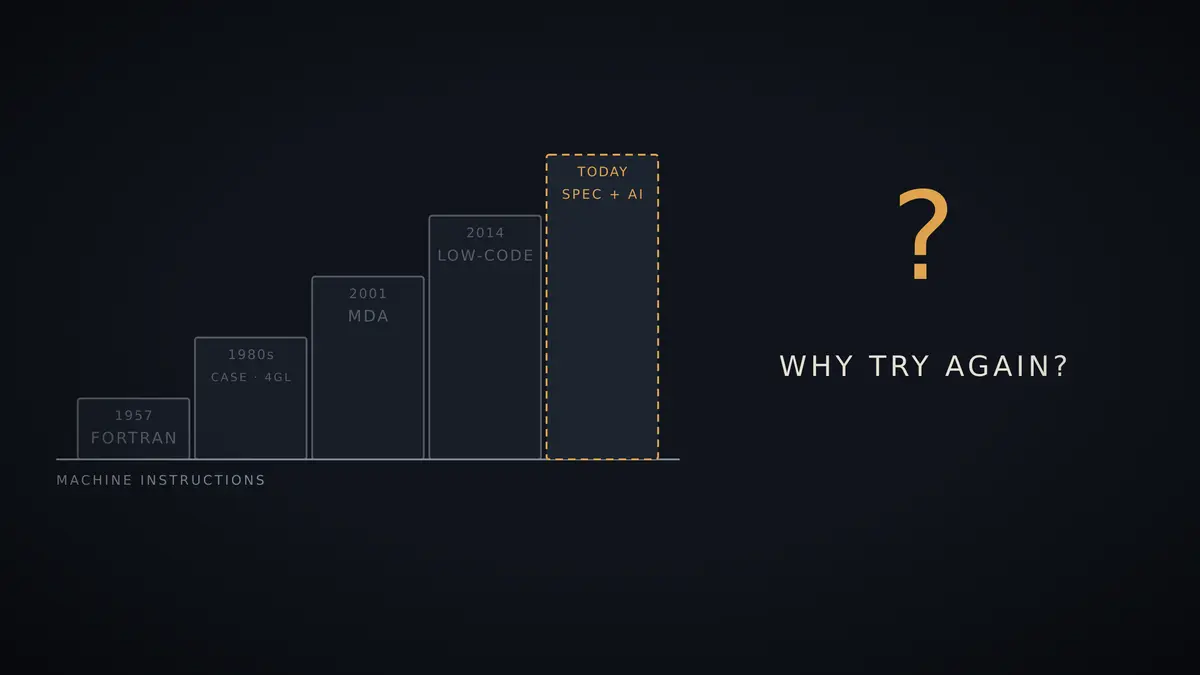 1957
FORTRAN
1980s
CASE · 4GL
2001
MDA
2014
LOW-CODE
TODAY
SPEC + AI
MACHINE INSTRUCTIONS
?
WHY TRY AGAIN?